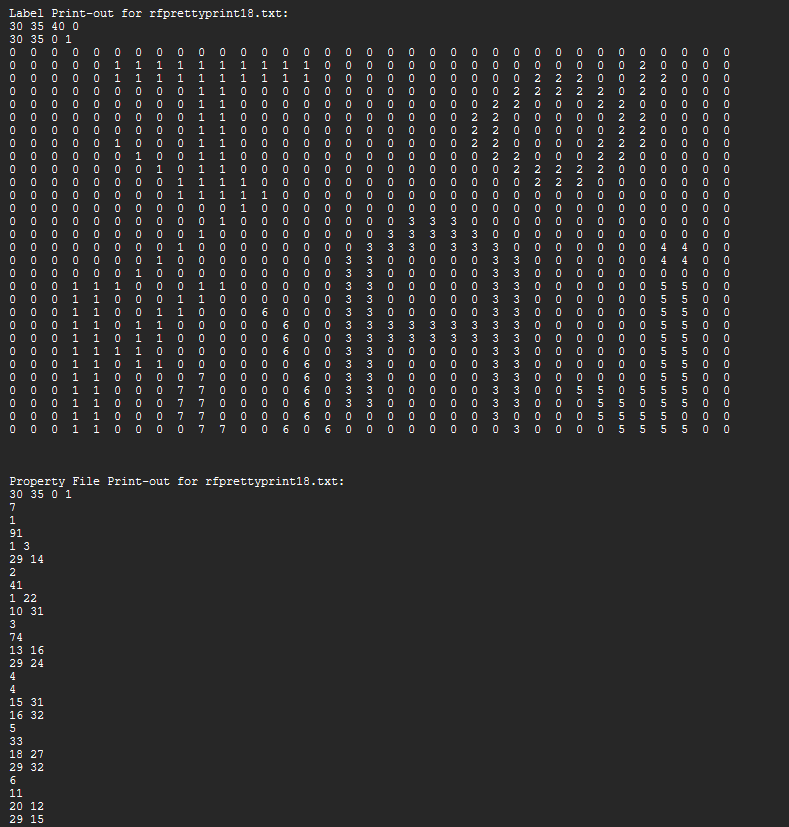 Label Print-out for rfprettyprint18.txt:
30 35 40 0
30 35 0 1
0 0 0 0 0 0 0 0 0 0 0 0 0 0 0 0 0 0 0 0 0 0 0 0 0 0 0 0 0 0 0 0 0 0 0
0 0 0 0 0 1 1 1 1 1 1 1 1 1 1 0 0 0 0 0 0 0 0 0 0 0 0 0 0 0 2 0 0 0 0
0 0 0 0 0 1 1 1 1 1 1 1 1 1 1 0 0 0 0 0 0 0 0 0 0 2 2 2 0 0 2 2 0 0 0
0 0 0 0 0 0 0 0 0 1 1 0 0 0 0 0 0 0 0 0 0 0 0 0 2 2 2 2 2 0 2 0 0 0 0
0 0 0 0 0 0 0 0 0 1 1 0 0 0 0 0 0 0 0 0 0 0 0 2 2 0 0 0 2 2 0 0 0 0 0
0 0 0 0 0 0 0 0 0 1 1 0 0 0 0 0 0 0 0 0 0 0 2 2 0 0 0 0 0 2 2 0 0 0 0
0 0 0 0 0 0 0 0 0 1 1 0 0 0 0 0 0 0 0 0 0 0 2 2 0 0 0 0 0 2 2 0 0 0 0
0 0 0 0 0 1 0 0 0 1 1 0 0 0 0 0 0 0 0 0 0 0 2 2 0 0 0 0 2 2 2 0 0 0 0
0 0 0 0 0 0 1 0 0 1 1 0 0 0 0 0 0 0 0 0 0 0 0 2 2 0 0 0 2 2 0 0 0 0 0
0 0 0 0 0 0 0 1 0 1 1 0 0 0 0 0 0 0 0 0 0 0 0 0 2 2 2 2 2 0 0 0 0 0 0
0 0 0 0 0 0 0 0 1 1 1 1 0 0 0 0 0 0 0 0 0 0 0 0 0 2 2 2 0 0 0 0 0 0 0
0 0 0 0 0 0 0 0 1 1 1 1 1 0 0 0 0 0 0 0 0 0 0 0 0 0 0 0 0 0 0 0 0 0 0
0 0 0 0 0 0 0 0 0 0 0 1 0 0 0 0 0 0 0 0 0 0 0 0 0 0 0 0 0 0 0 0 0 0 0
0 0 0 0 0 0 0 0 0 0 1 0 0 0 0 0 0 0 0 3 3 3 0 0 0 0 0 0 0 0 0 0 0 0 0
0 0 0 0 0 0 0 0 0 1 0 0 0 0 0 0 0 0 3 3 3 3 3 0 0 0 0 0 0 0 0 0 0 0 0
0 0 0 0 0 0 0 0 1 0 0 0 0 0 0 0 0 3 3 3 0 3 3 3 0 0 0 0 0 0 0 4 4 0 0
0 0 0 0 0 0 0 1 0 0 0 0 0 0 0 0 3 3 0 0 0 0 0 3 3 0 0 0 0 0 0 4 4 0 0
0 0 0 0 0 0 1 0 0 0 0 0 0 0 0 0 3 3 0 0 0 0 0 3 3 0 0 0 0 0 0 0 0 0 0
0 0 0 1 1 1 0 0 0 1 1 0 0 0 0 0 3 3 0 0 0 0 0 3 3 0 0 0 0 0 0 5 5 0 0
0 0 0 1 1 0 0 0 1 1 0 0 0 0 0 0 3 3 0 0 0 0 0 3 3 0 0 0 0 0 0 5 5 0 0
0 0 0 1 1 0 0 1 1 0 0 0 6 0 0 0 3 3 0 0 0 0 0 3 3 0 0 0 0 0 0 5 5 0 0
0 0 0 1 1 0 1 1 0 0 0 0 0 6 0 0 3 3 3 3 3 3 3 3 3 0 0 0 0 0 0 5 5 0 0
0 0 0 1 1 0 1 1 0 0 0 0 0 6 0 0 3 3 3 3 3 3 3 3 3 0 0 0 0 0 0 5 5 0 0
0 0 0 1 1 1 1 0 0 0 0 0 0 6 0 0 3 3 0 0 0 0 0 3 3 0 0 0 0 0 0 5 5 0 0
0 0 0 1 1 0 1 1 0 0 0 0 0 0 6 0 3 3 0 0 0 0 0 3 3 0 0 0 0 0 0 5 5 0 0
0 0 0 1 1 0 0 0 0 7 0 0 0 0 6 0 3 3 0 0 0 0 0 3 3 0 0 0 0 0 0 5 5 0 0
0 0 0 1 1 0 0 0 7 7 0 0 0 0 6 0 3 3 0 0 0 0 0 3 3 0 0 5 5 0 5 5 5 0 0
0 0 0 1 1 0 0 0 7 7 0 0 0 0 6 0 3 3 0 0 0 0 0 3 3 0 0 0 5 5 0 5 5 0 0
0 0 0 1 1 0 0 0 7 7 0 0 0 0 6 0 0 0 0 0 0 0 0 3 0 0 0 0 5 5 5 5 0 0 0
0 0 0 1 1 0 0 0 0 7 7 0 0 6 0 6 0 0 0 0 0 0 0 0 3 0 0 0 0 5 5 5 5 0 0
Property File Print-out for rfprettyprint18.txt:
30 35 0 1
7
1
91
1 3
29 14
2
41
1 22
10 31
3
74
13 16
29 24
4
4
15 31
16 32
5
33
18 27
29 32
6
11
20 12
29 15